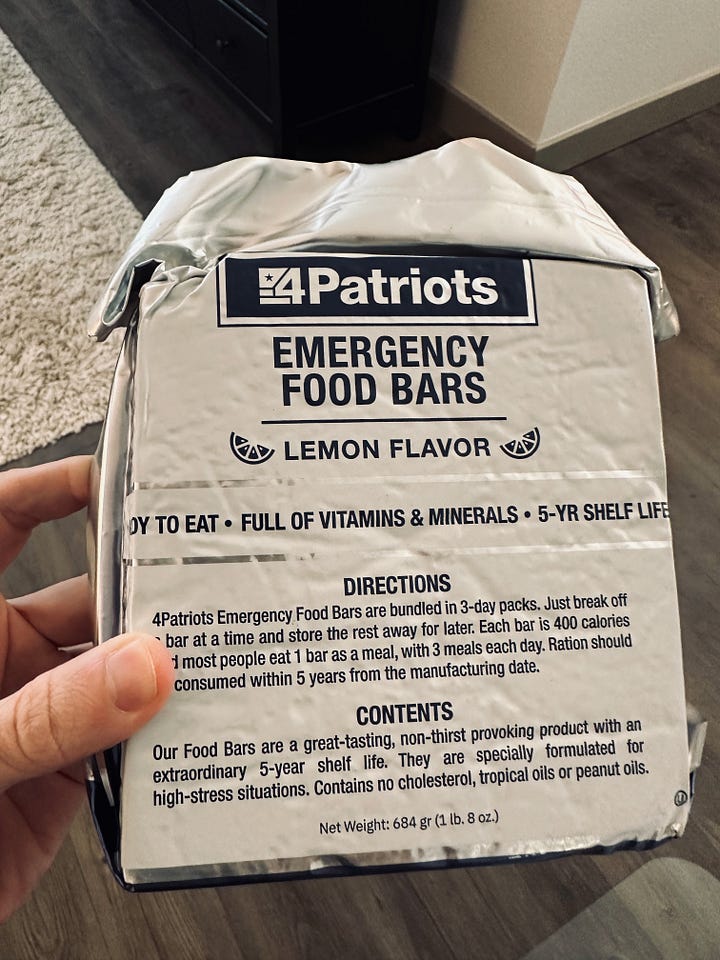 4Patriots
EMERGENCY
FOOD BARS
LEMON FLAVOR
DY TO EAT • FULL OF VITAMINS & MINERALS • 5-YR SHELF LIFE
DIRECTIONS
4Patriots Emergency Food Bars are bundled in 3-day packs. Just break off
bar at a time and store the rest away for later. Each bar is 400 calories
d most people eat 1 bar as a meal, with 3 meals each day. Ration should
consumed within 5 years from the manufacturing date.
CONTENTS
Our Food Bars are a great-tasting, non-thirst provoking product with an
extraordinary 5-year shelf life. They are specially formulated for
high-stress situations. Contains no cholesterol, tropical oils or peanut oils.
Net Weight: 684 gr (1 lb. 8 oz.)